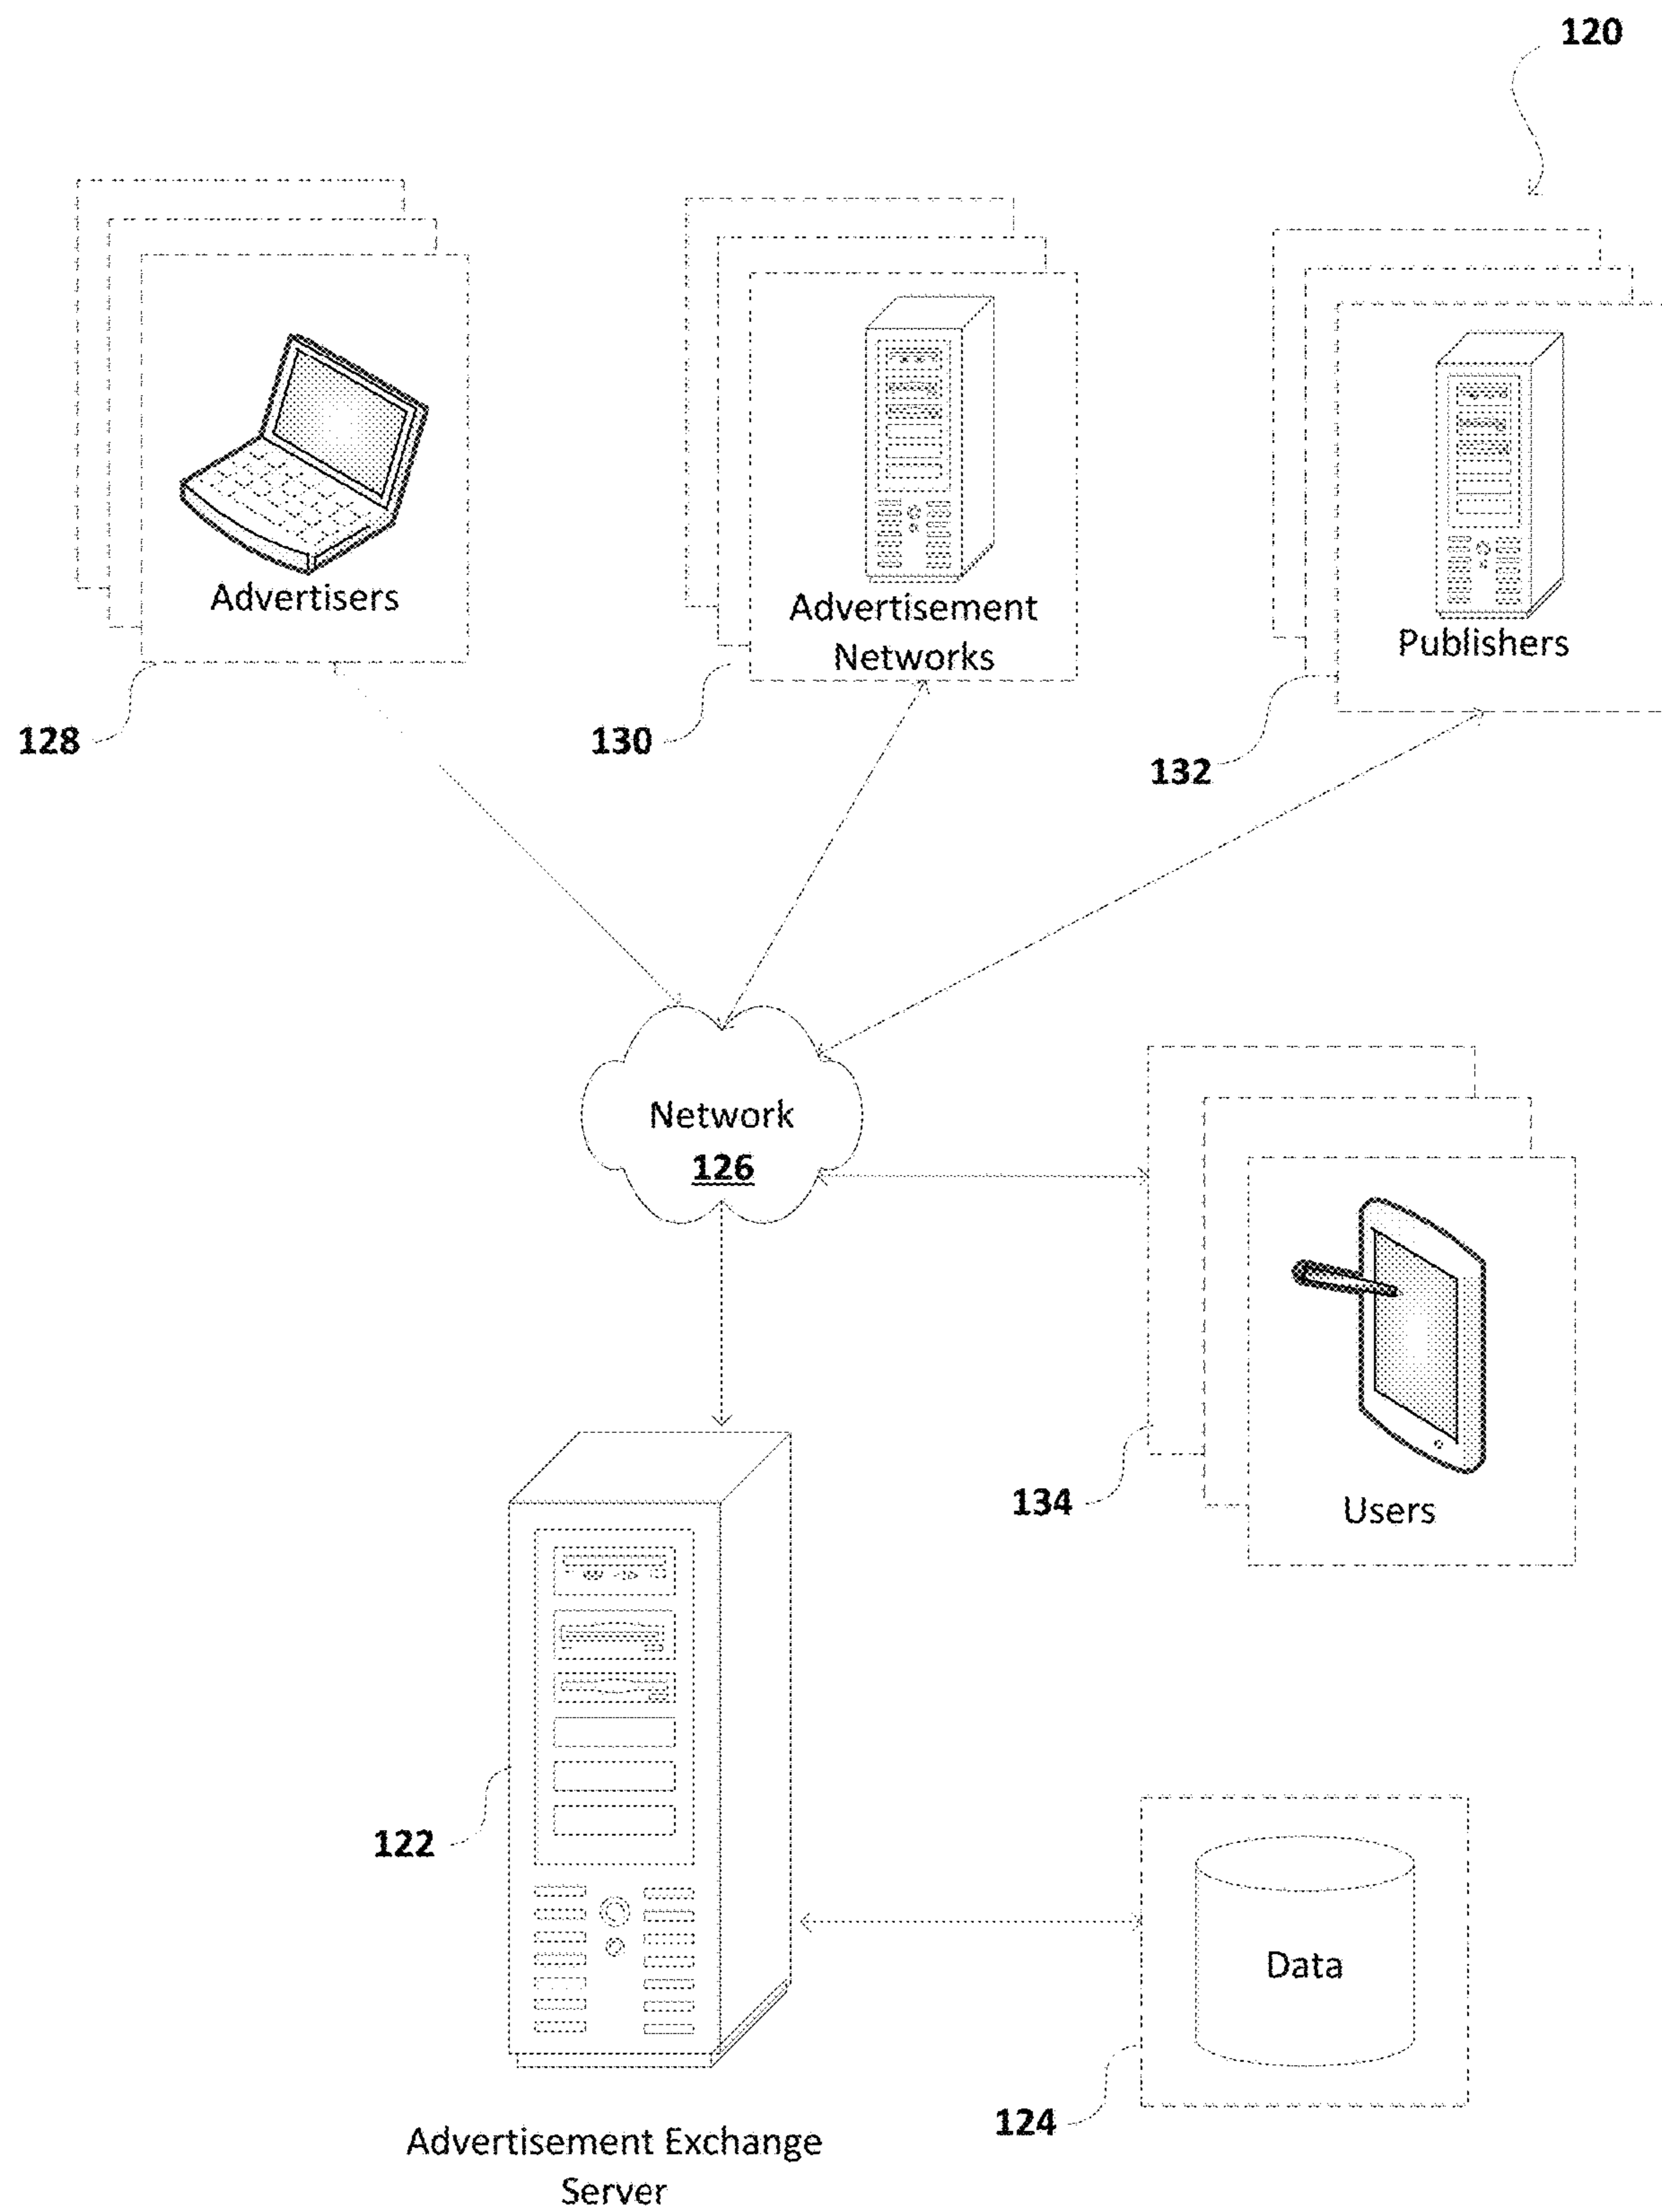 120
Advertisers
Advertisement
Networks
Publishers
128
130
132
Network
126
134
Users
122
Data
124
Advertisement Exchange
Server